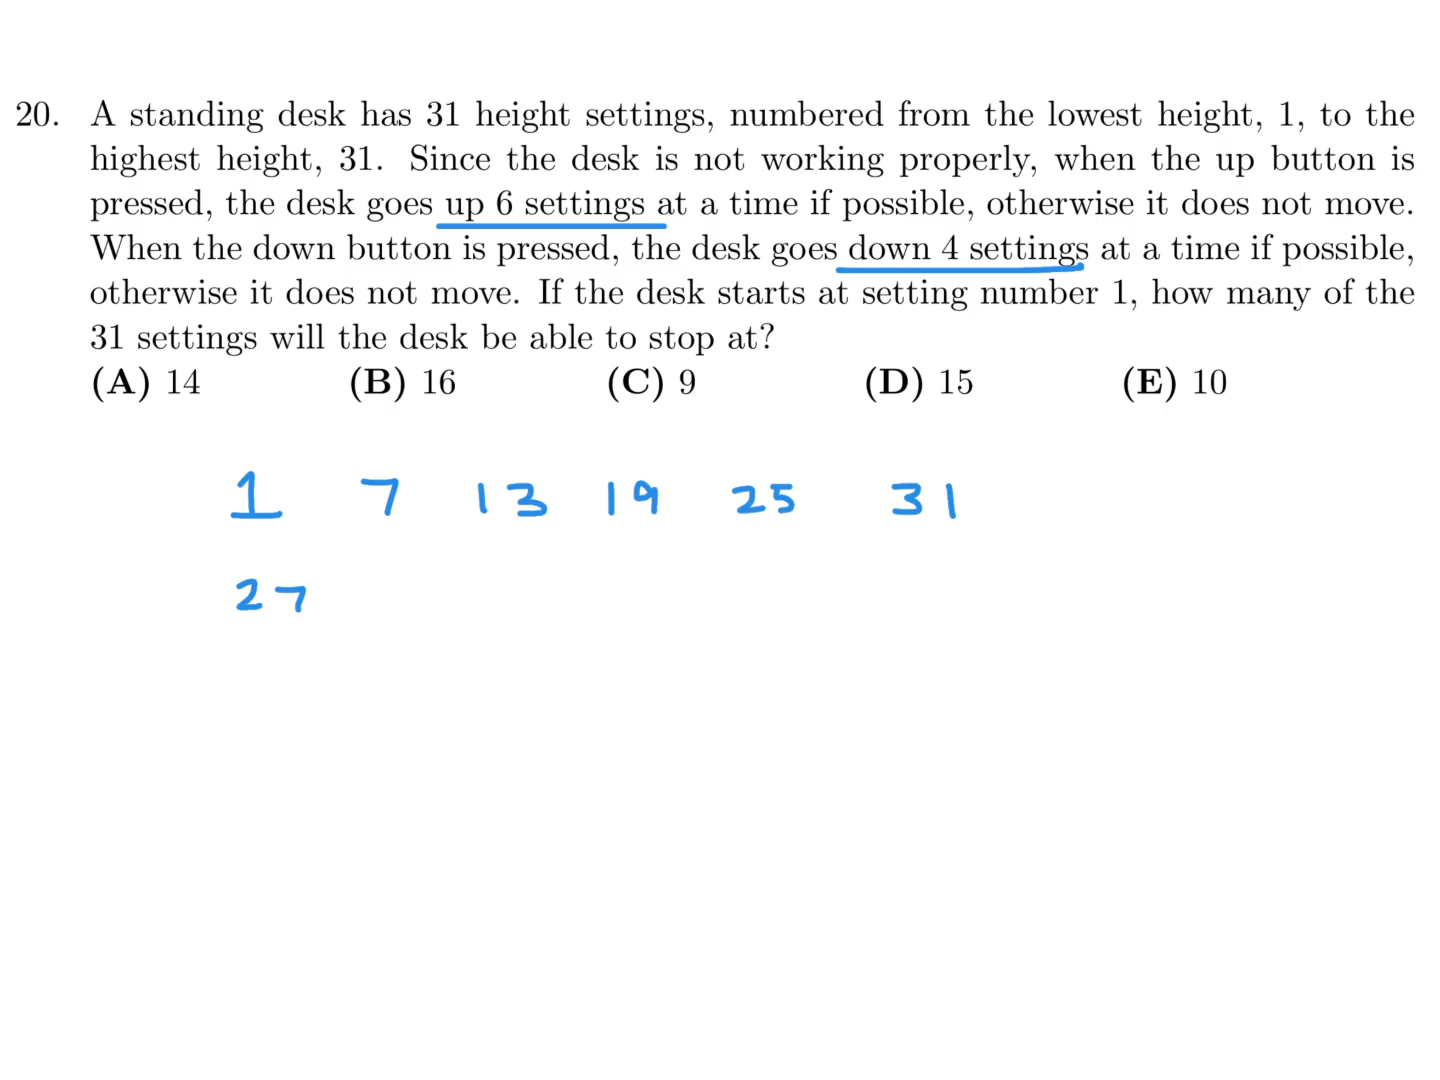 20. A standing desk has 31 height settings, numbered from the lowest height, 1, to the
highest height, 31. Since the desk is not working properly, when the up button is
pressed, the desk goes up 6 settings at a time if possible, otherwise it does not move.
When the down button is pressed, the desk goes down 4 settings at a time if possible,
otherwise it does not move. If the desk starts at setting number 1, how many of the
31 settings will the desk be able to stop at?
(A) 14 (B) 16 (C) 9 (D) 15 (E) 10
1 7 13 19 25 31
27